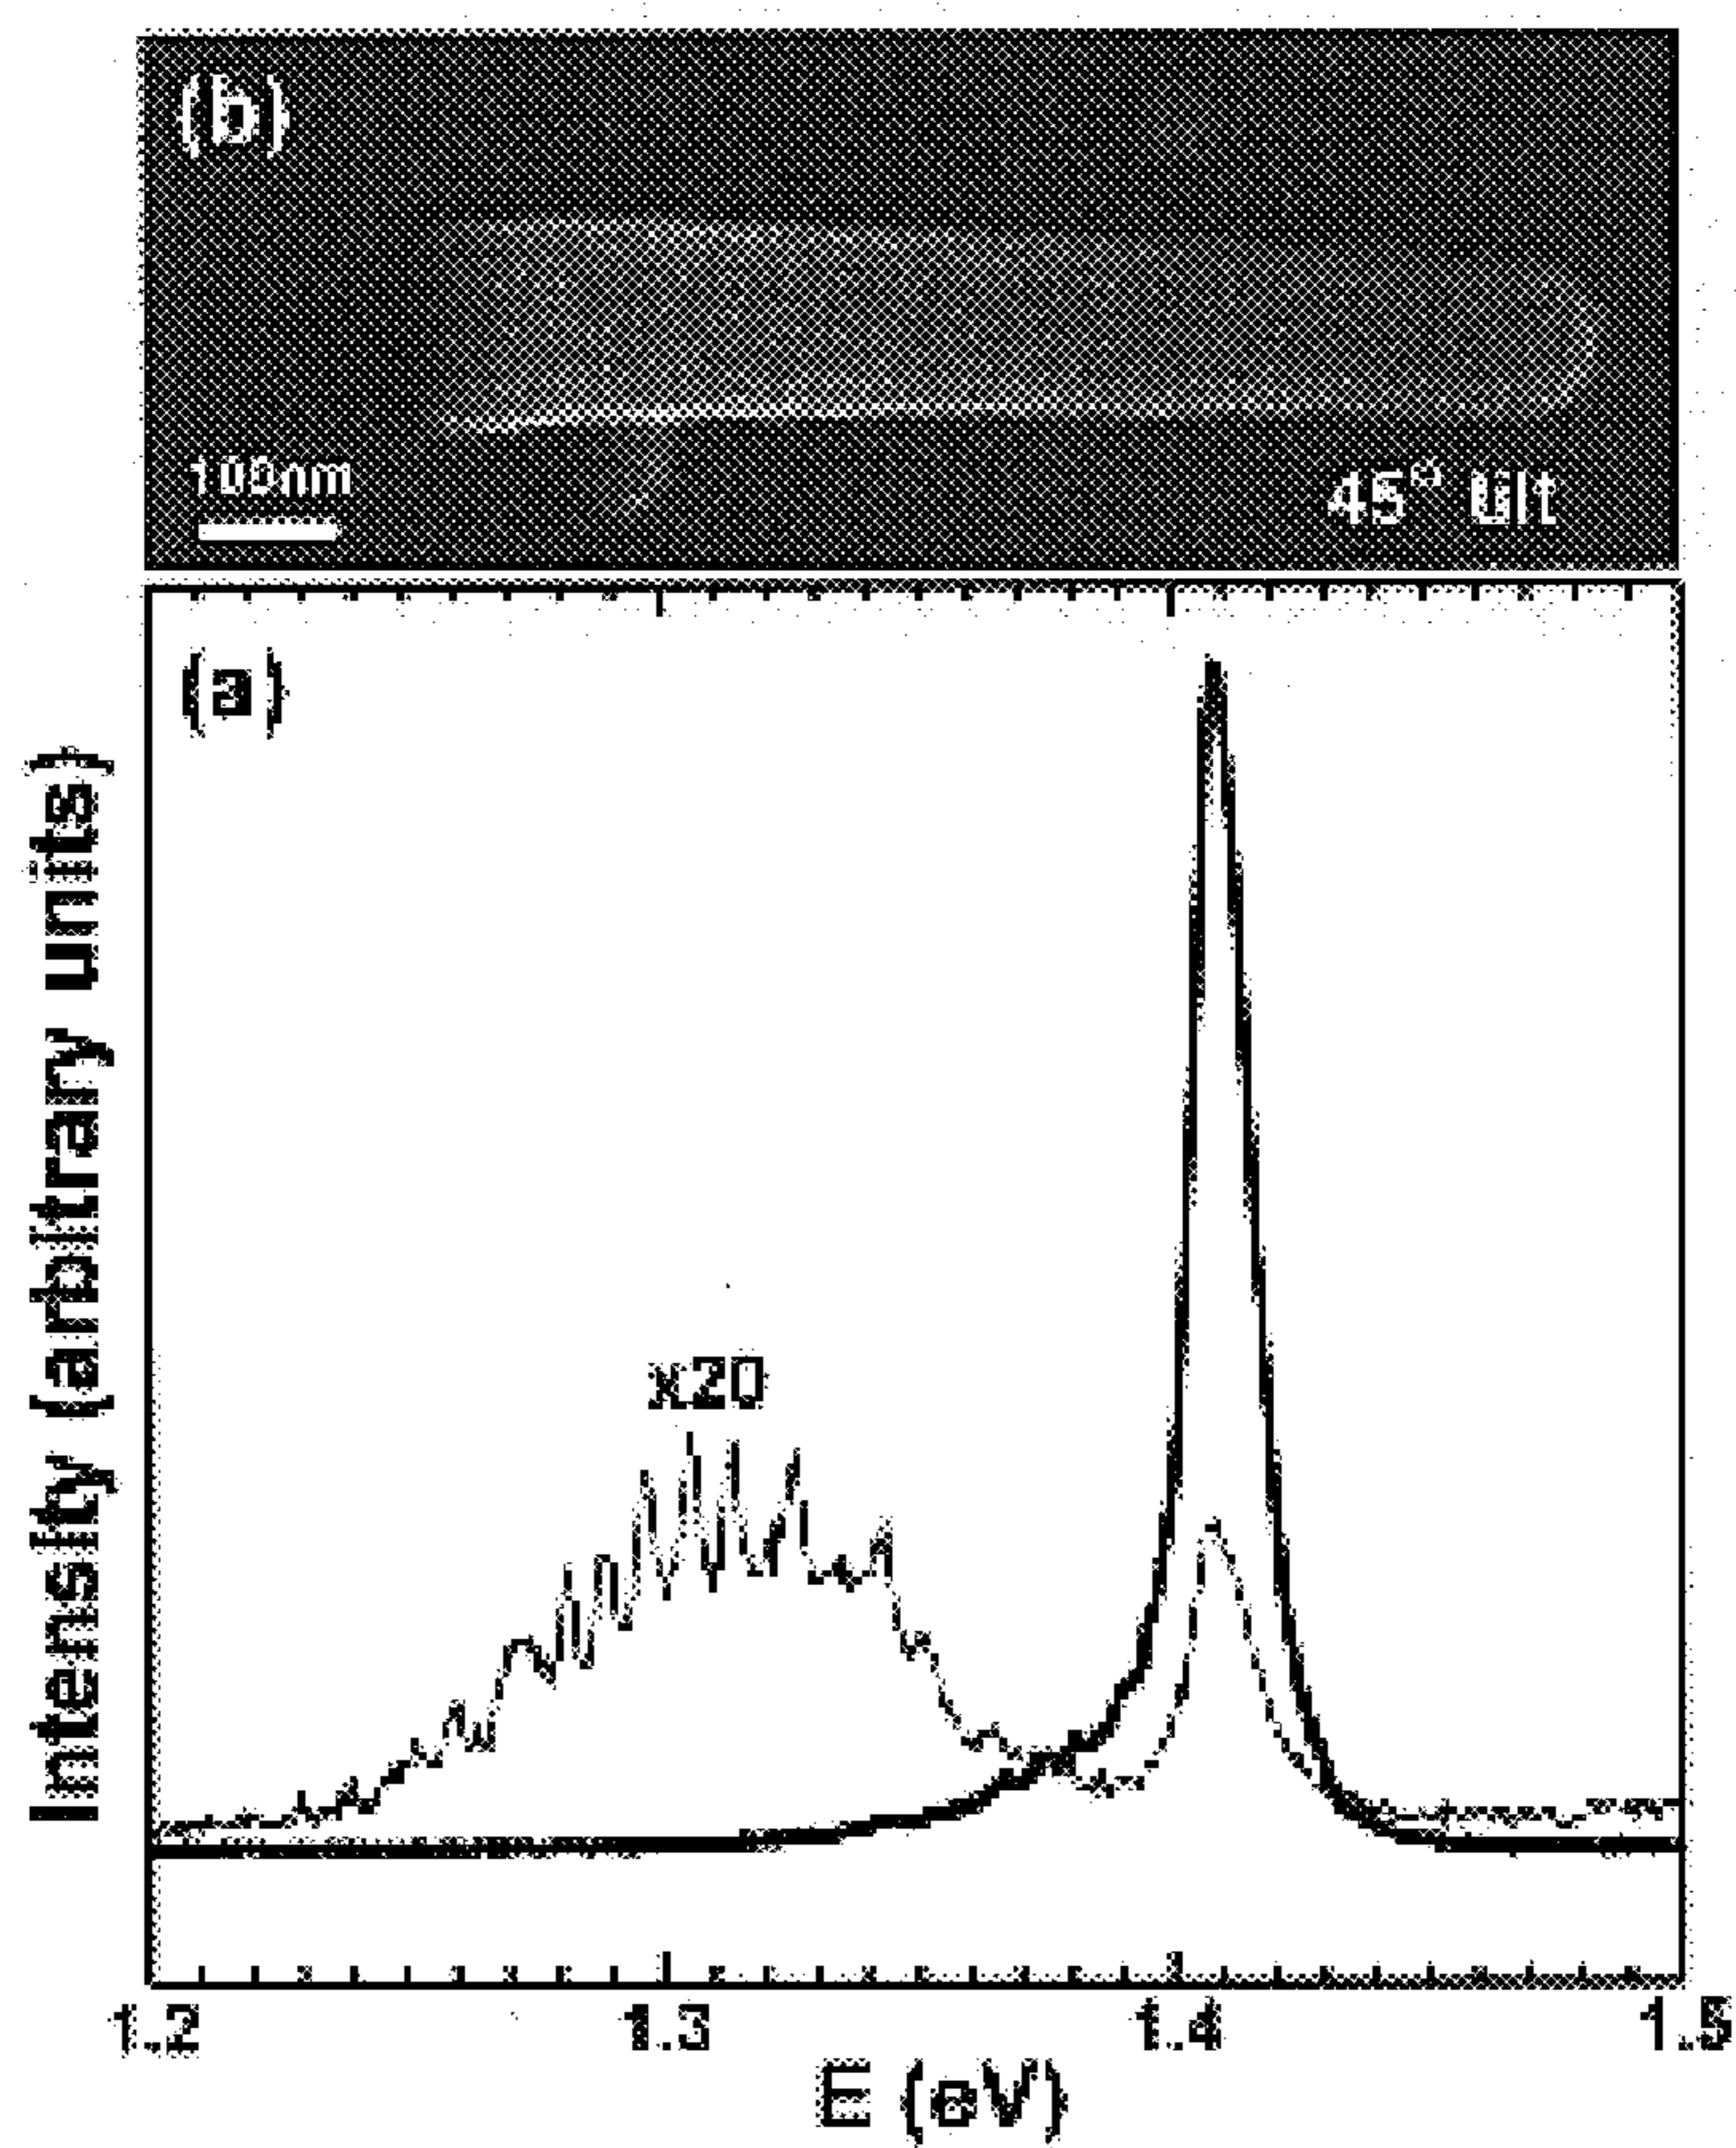 (b)
100nm
45° tilt
(a)
Intensity (arbitrary units)
x20
1.2 1.3 1.4 1.5
E (eV)